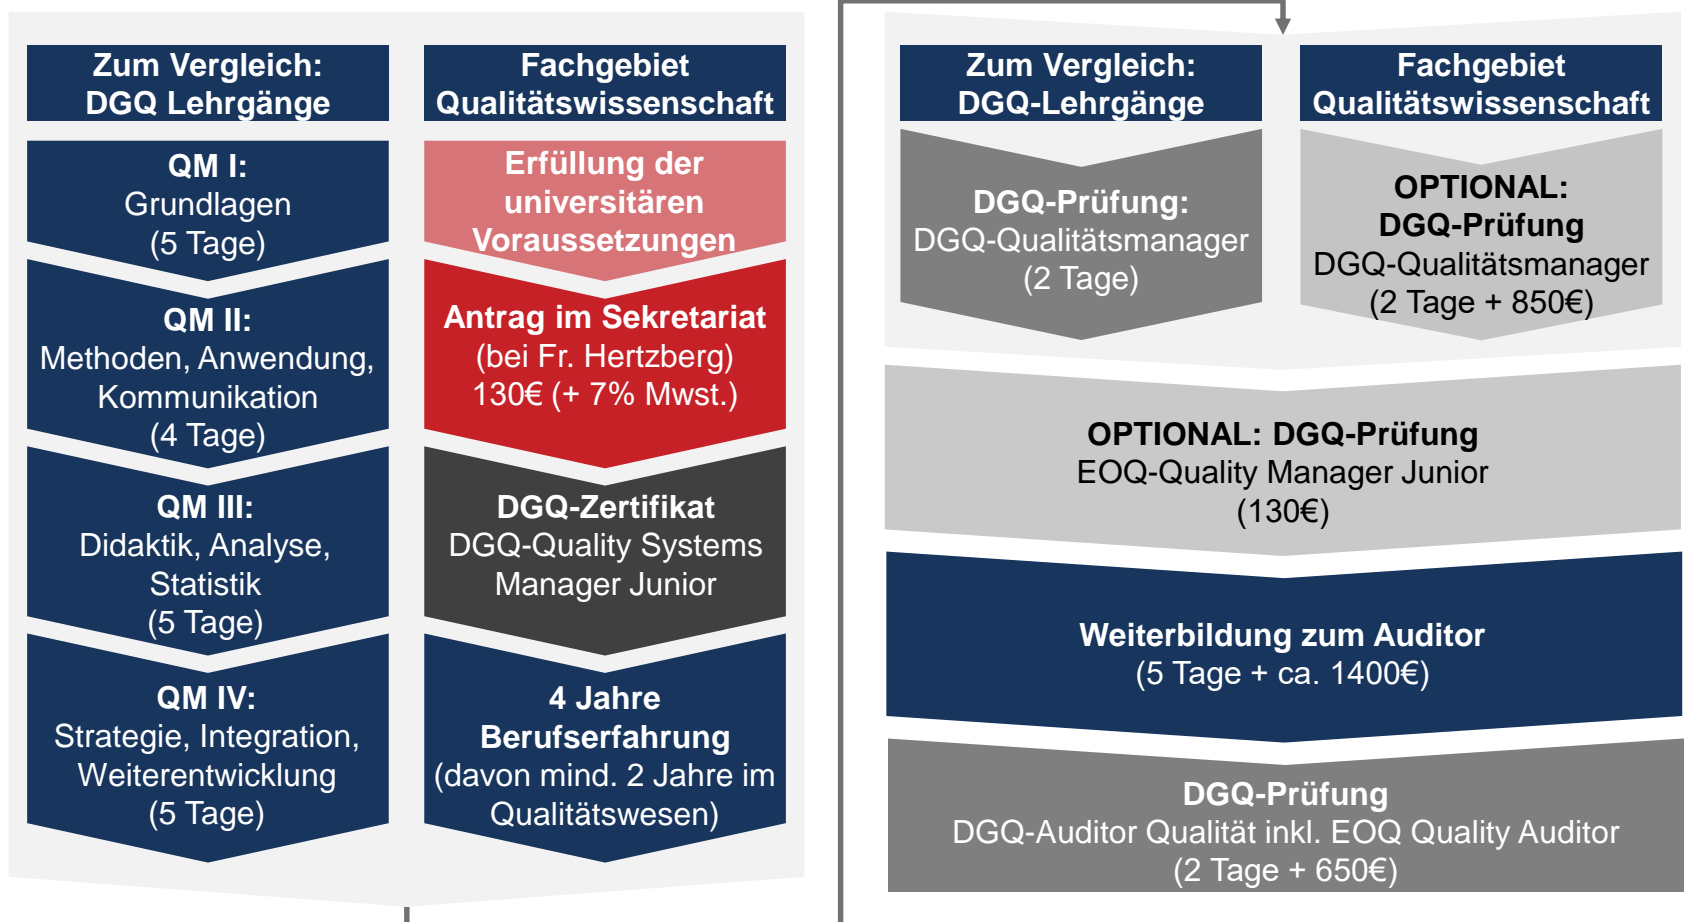 Zum Vergleich:
DGQ Lehrgänge
QM I:
Grundlagen
(5 Tage)
QM II:
Methoden, Anwendung,
Kommunikation
(4 Tage)
QM III:
Didaktik, Analyse,
Statistik
(5 Tage)
QM IV:
Strategie, Integration,
Weiterentwicklung
(5 Tage)
Fachgebiet
Qualitätswissenschaft
Erfüllung der
universitären
Voraussetzungen
Antrag im Sekretariat
(bei Fr. Hertzberg)
130€ (+ 7% Mwst.)
DGQ-Zertifikat
DGQ-Quality Systems
Manager Junior
4 Jahre
Berufserfahrung
(davon mind. 2 Jahre im
Qualitätswesen)
Zum Vergleich:
DGQ-Lehrgänge
DGQ-Prüfung:
DGQ-Qualitätsmanager
(2 Tage)
Fachgebiet
Qualitätswissenschaft
OPTIONAL:
DGQ-Prüfung
DGQ-Qualitätsmanager
(2 Tage + 850€)
OPTIONAL: DGQ-Prüfung
EOQ-Quality Manager Junior
(130€)
Weiterbildung zum Auditor
(5 Tage + ca. 1400€)
DGQ-Prüfung
DGQ-Auditor Qualität inkl. EOQ Quality Auditor
(2 Tage + 650€)